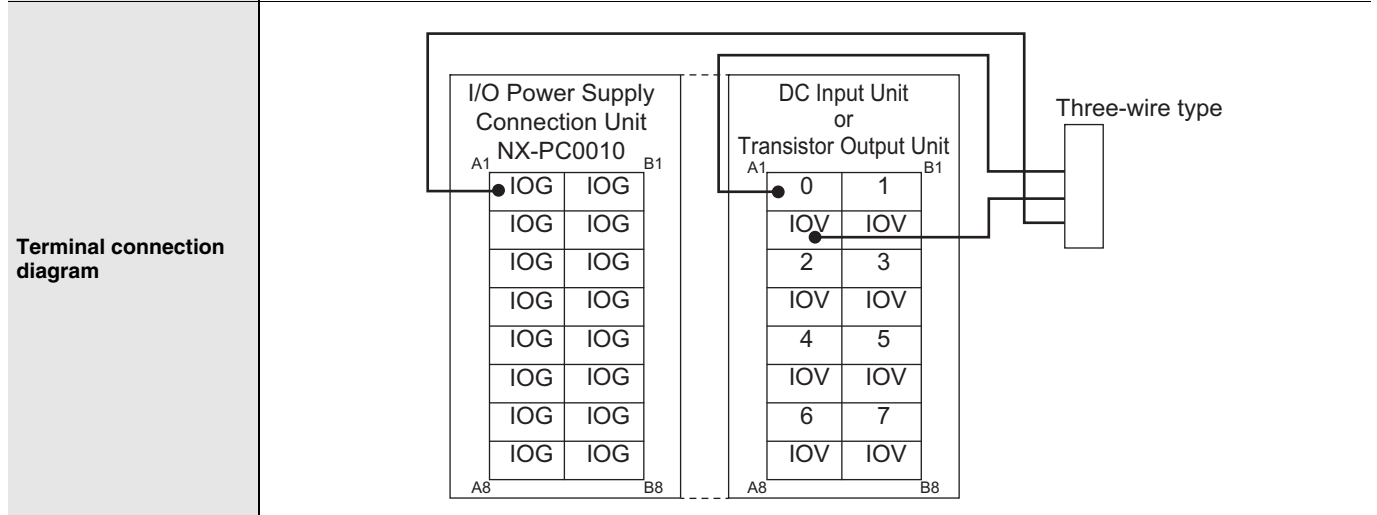 Terminal connection
diagram
I/O Power Supply
Connection Unit
NX-PC0010
A1
B1
IOG IOG
IOG IOG
IOG IOG
IOG IOG
IOG IOG
IOG IOG
IOG IOG
IOG IOG
A8
B8
DC Input Unit
or
Transistor Output Unit
A1
B1
0 1
IOV IOV
2 3
IOV IOV
4 5
IOV IOV
6 7
IOV IOV
A8
B8
Three-wire type